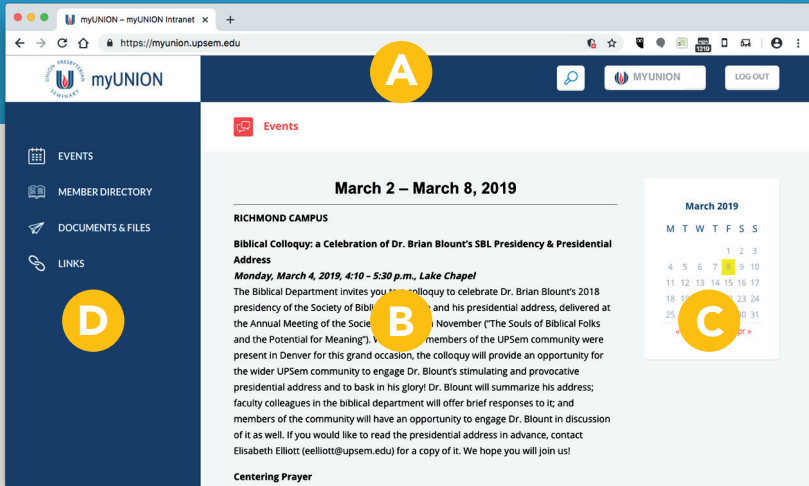 myUNION – myUNION Intranet × +
https://myunion.upsem.edu
1219
UNION PRESBYTERIAN SEMINARY
myUNION
A
MYUNION
LOG OUT
Events
EVENTS
MEMBER DIRECTORY
DOCUMENTS & FILES
LINKS
D
March 2 – March 8, 2019
RICHMOND CAMPUS
Biblical Colloquy: a Celebration of Dr. Brian Blount's SBL Presidency & Presidential
Address
Monday, March 4, 2019, 4:10 – 5:30 p.m., Lake Chapel
The Biblical Department invites you to a colloquy to celebrate Dr. Brian Blount's 2018
presidency of the Society of and his presidential address, delivered at
the Annual Meeting of the November ("The Souls of Biblical Folks
and the Potential for Meaning"). members of the UPSem community were
present in Denver for this grand occasion, the colloquy will provide an opportunity for
the wider UPSem community to engage Dr. Blount's stimulating and provocative
presidential address and to bask in his glory! Dr. Blount will summarize his address;
faculty colleagues in the biblical department will offer brief responses to it; and
members of the community will have an opportunity to engage Dr. Blount in discussion
of it as well. If you would like to read the presidential address in advance, contact
Elisabeth Elliott (eelliott@upsem.edu) for a copy of it. We hope you will join us!
Centering Prayer
B
March 2019
M T W T F S S
1 2 3
4 5 6 7 8 9 10
11 12 13 14 15 16 17
18 23 24
25 31
«  »
C